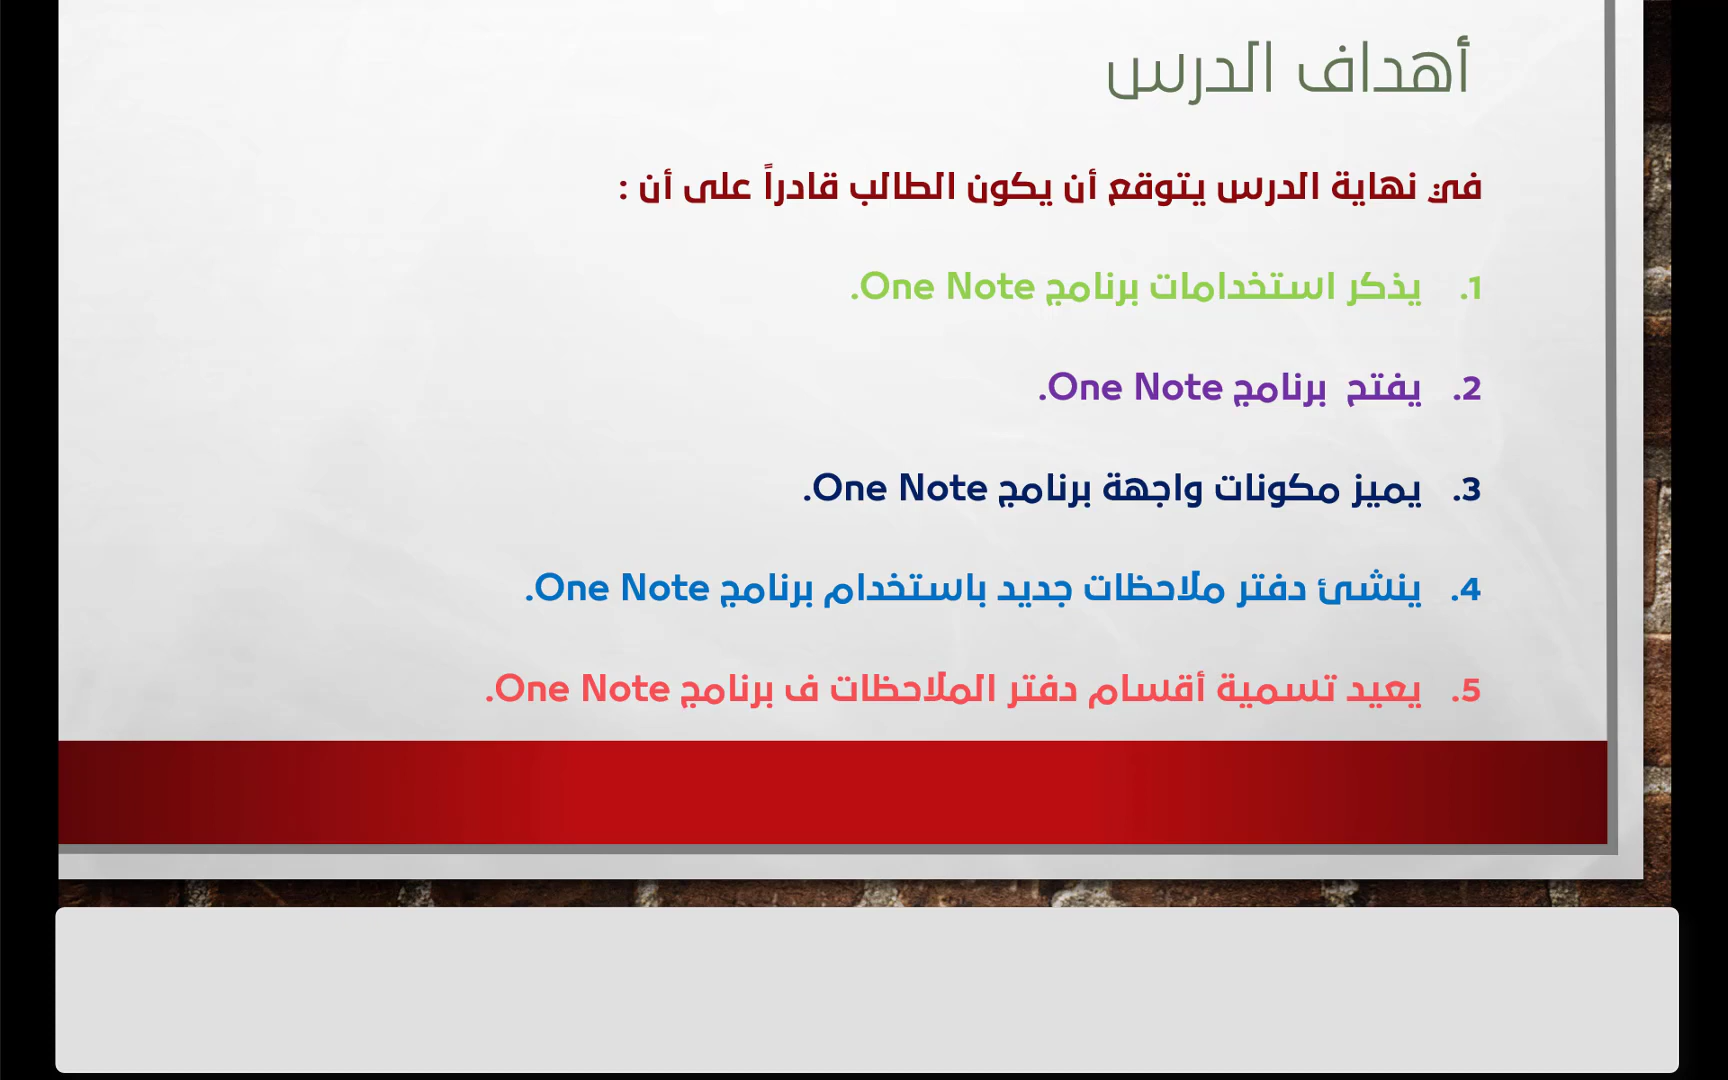 أهداف الدرس
في نهاية الدرس يتوقع أن يكون الطالب قادراً على أن :
1. يذكر استخدامات برنامج One Note.
2. يفتح برنامج One Note.
3. يميز مكونات واجهة برنامج One Note.
4. ينشئ دفتر ملاحظات جديد باستخدام برنامج One Note.
5. يعيد تسمية أقسام دفتر الملاحظات ف برنامج One Note.